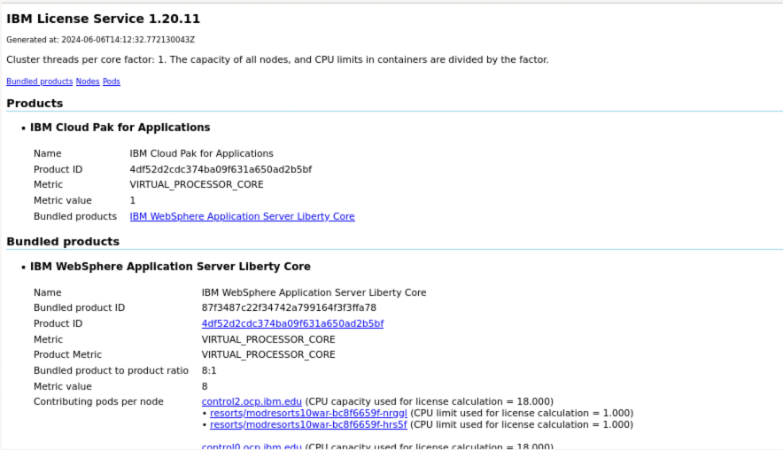 IBM License Service 1.20.11
Generated at: 2024-06-06T14:12:32.772130043Z
Cluster threads per core factor: 1. The capacity of all nodes, and CPU limits in containers are divided by the factor.
Bundled products Nodes Pods
Products
• IBM Cloud Pak for Applications
Name IBM Cloud Pak for Applications
Product ID 4df52d2cdc374ba09f631a650ad2b5bf
Metric VIRTUAL_PROCESSOR_CORE
Metric value 1
Bundled products IBM WebSphere Application Server Liberty Core
Bundled products
• IBM WebSphere Application Server Liberty Core
Name IBM WebSphere Application Server Liberty Core
Bundled product ID 87f3487c22f34742a799164f3f3ffa78
Product ID 4df52d2cdc374ba09f631a650ad2b5bf
Metric VIRTUAL_PROCESSOR_CORE
Product Metric VIRTUAL_PROCESSOR_CORE
Bundled product to product ratio 8:1
Metric value 8
Contributing pods per node control2.ocp.ibm.edu (CPU capacity used for license calculation = 18.000)
• resorts/modresorts10war-bc8f6659f-nrggl (CPU limit used for license calculation = 1.000)
• resorts/modresorts10war-bc8f6659f-hrs5f (CPU limit used for license calculation = 1.000)
control0.ocp.ibm.edu (CPU capacity used for license calculation = 18.000)